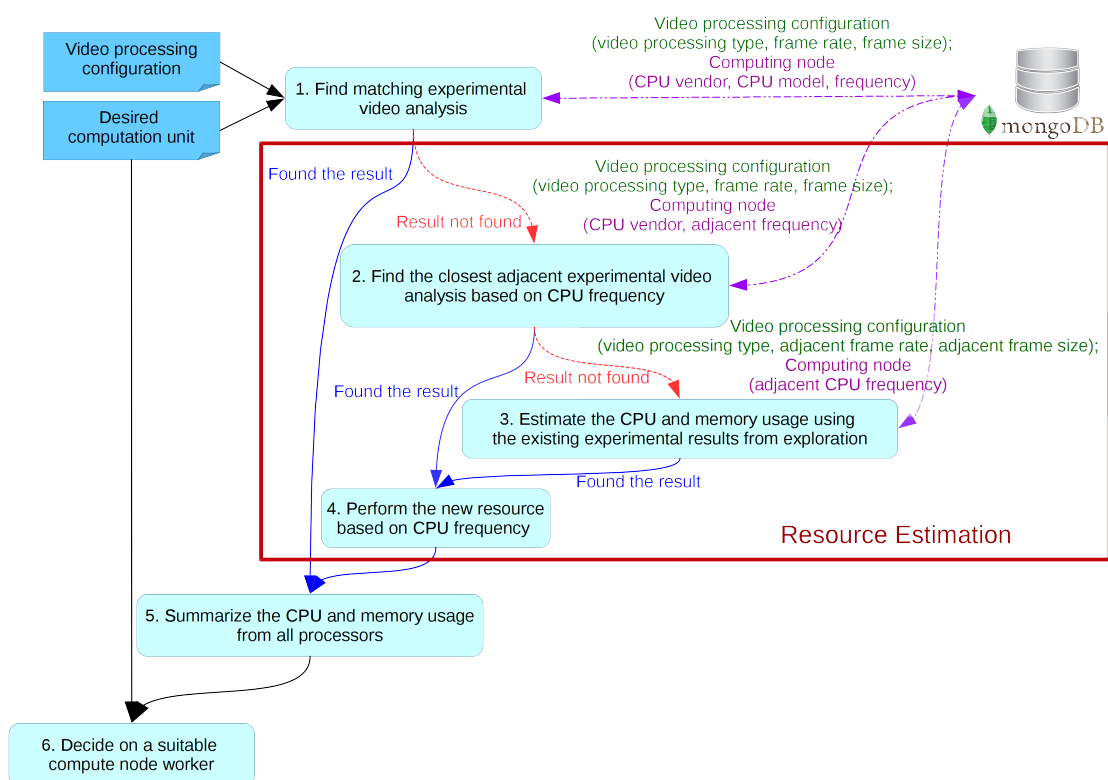 Video processing
configuration
Desired
computation unit
Video processing configuration
(video processing type, frame rate, frame size);
Computing node
(CPU vendor, CPU model, frequency)
1. Find matching experimental
video analysis
mongoDB
Found the result
Result not found
Video processing configuration
(video processing type, frame rate, frame size);
Computing node
(CPU vendor, adjacent frequency)
2. Find the closest adjacent experimental video
analysis based on CPU frequency
Video processing configuration
(video processing type, adjacent frame rate, adjacent frame size);
Computing node
(adjacent CPU frequency)
Found the result
Result not found
3. Estimate the CPU and memory usage using
the existing experimental results from exploration
Found the result
4. Perform the new resource
based on CPU frequency
Resource Estimation
5. Summarize the CPU and memory usage
from all processors
6. Decide on a suitable
compute node worker